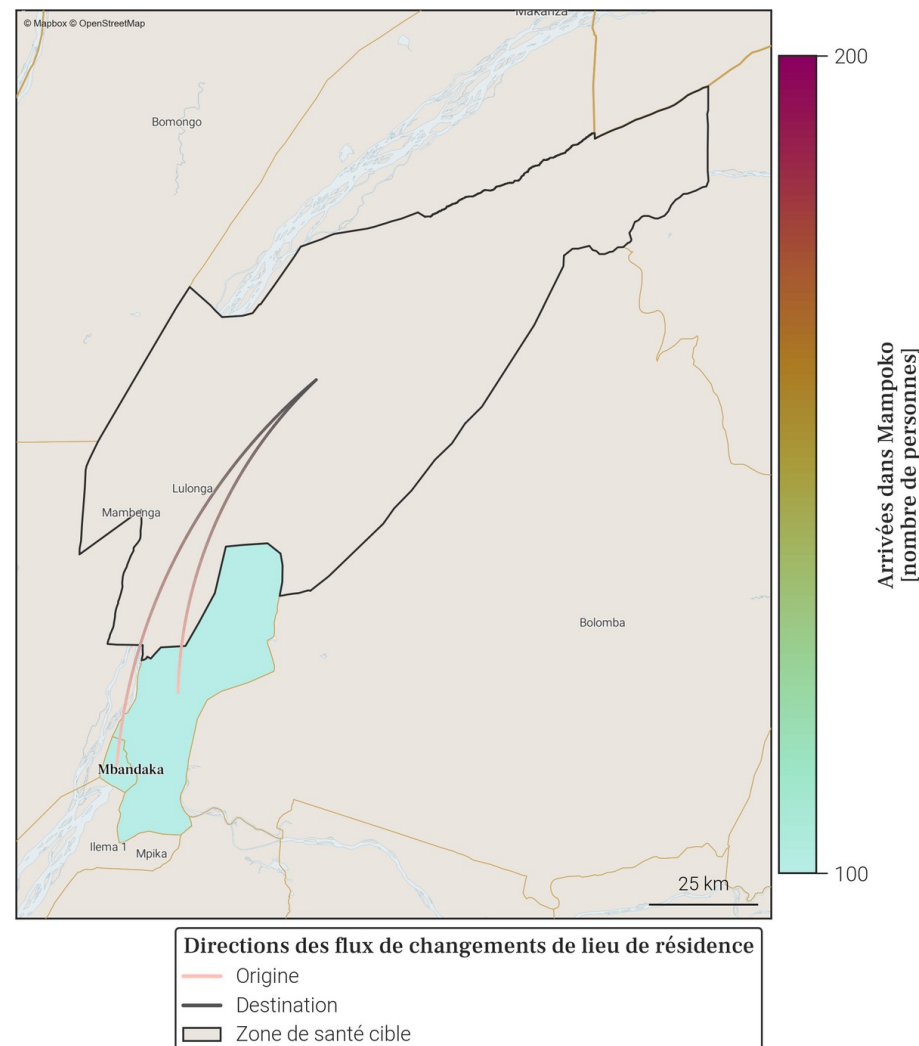 © Mapbox © OpenStreetMap
Makanza
200
Bomongo
Arrivées dans Mampoko
[nombre de personnes]
Lulonga
Mambenga
Bolomba
Mbandaka
Ilema 1
Mpika
25 km
100
Directions des flux de changements de lieu de résidence
Origine
Destination
Zone de santé cible